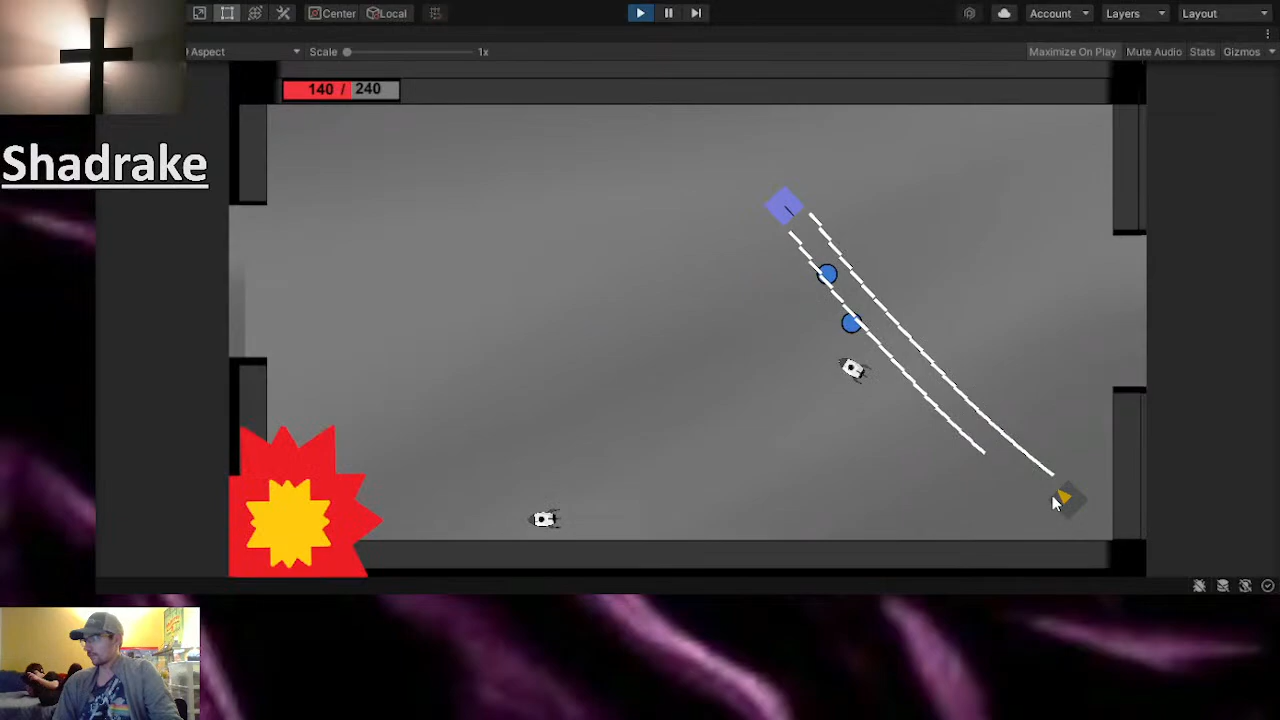 Center Local Account Layers Layout
Aspect Scale 1x Maximize On Play Mute Audio Stats Gizmos
140 / 240
Shadrake